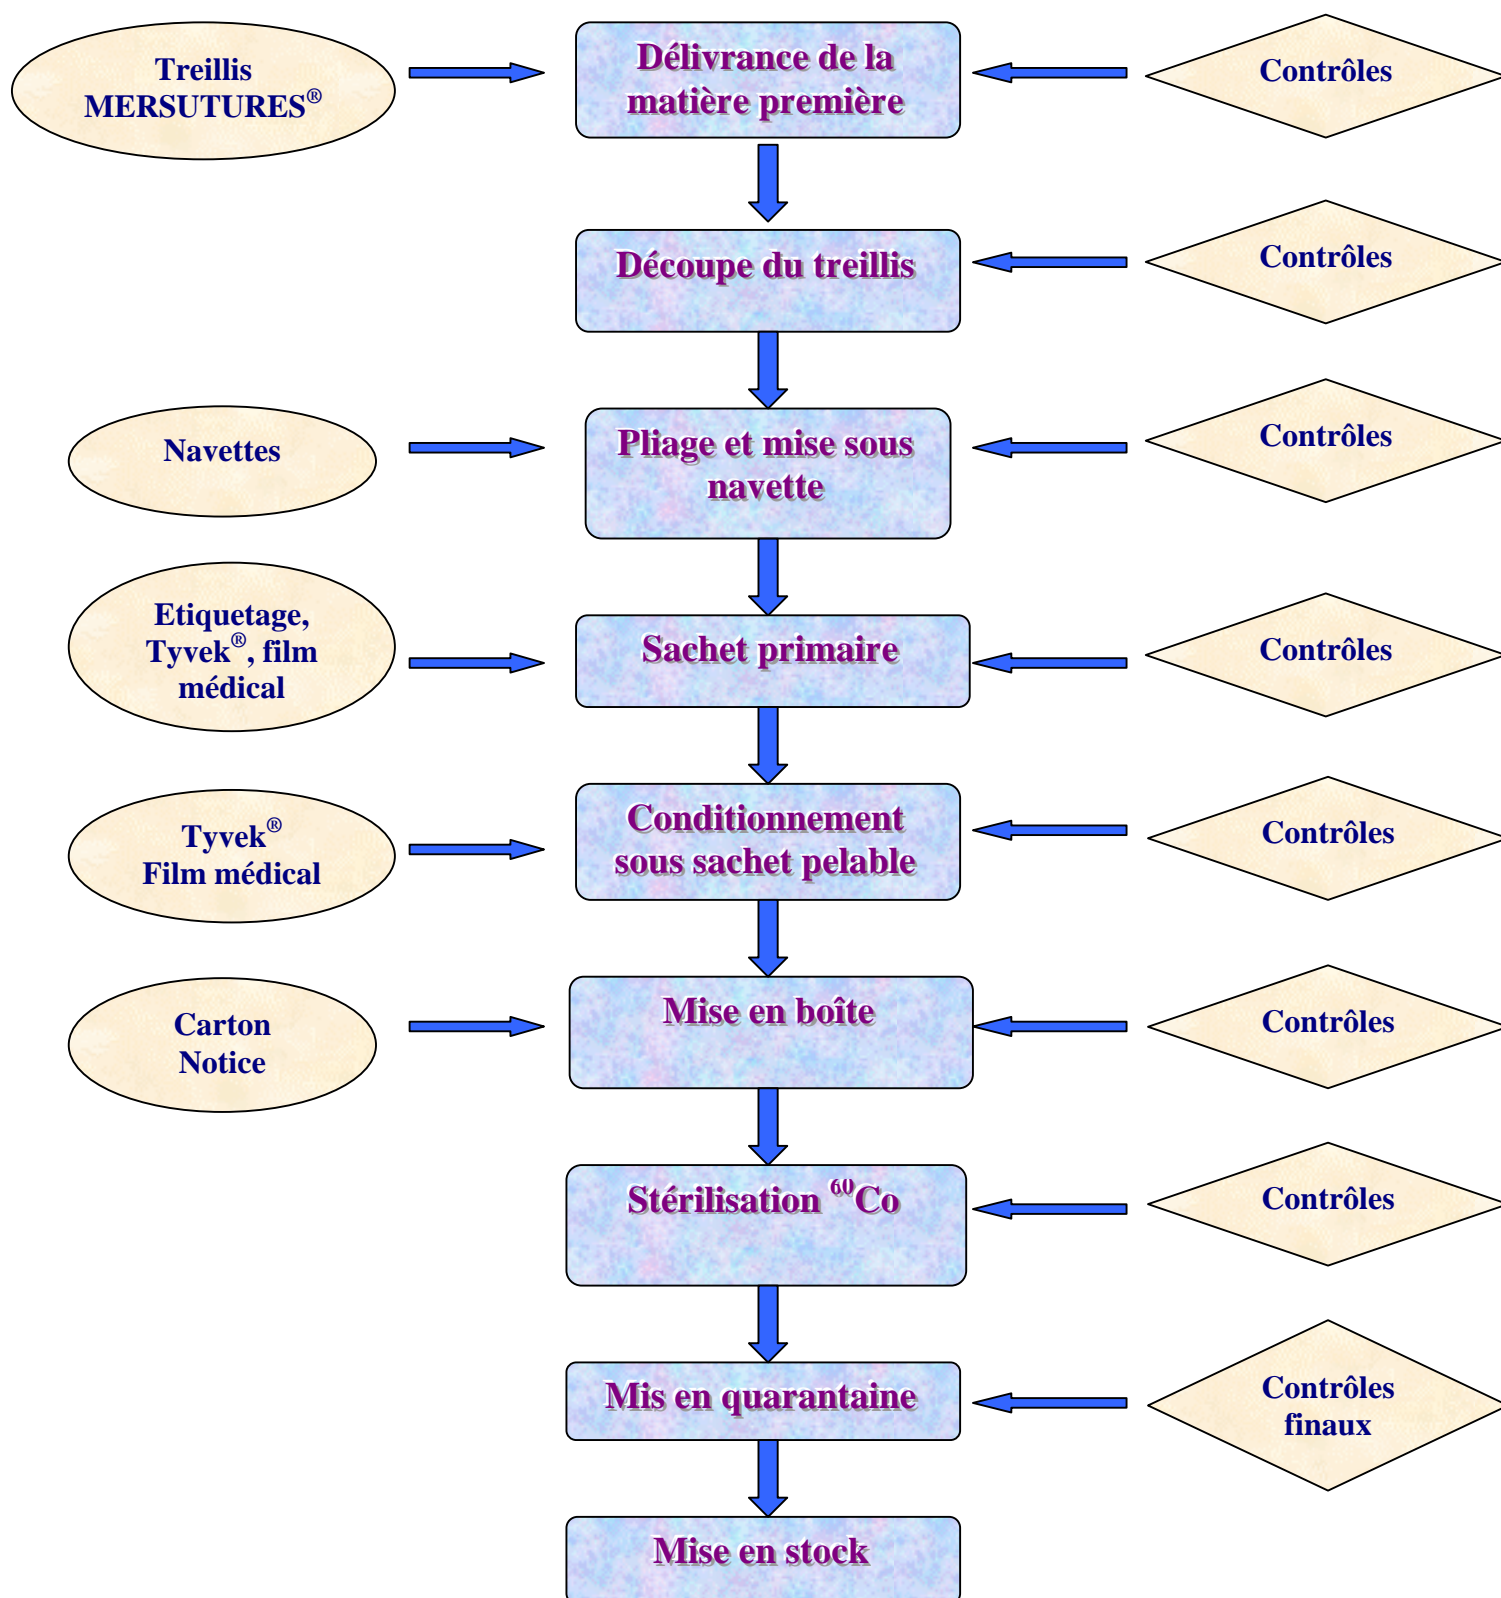 Treillis
MERSUTURES®
Délivrance de la
matière première
Contrôles
Découpe du treillis
Contrôles
Navettes
Pliage et mise sous
navette
Contrôles
Etiquetage,
Tyvek®, film
médical
Sachet primaire
Contrôles
Tyvek®
Film médical
Conditionnement
sous sachet pelable
Contrôles
Carton
Notice
Mise en boîte
Contrôles
Stérilisation ⁶⁰Co
Contrôles
Mis en quarantaine
Contrôles
finaux
Mise en stock